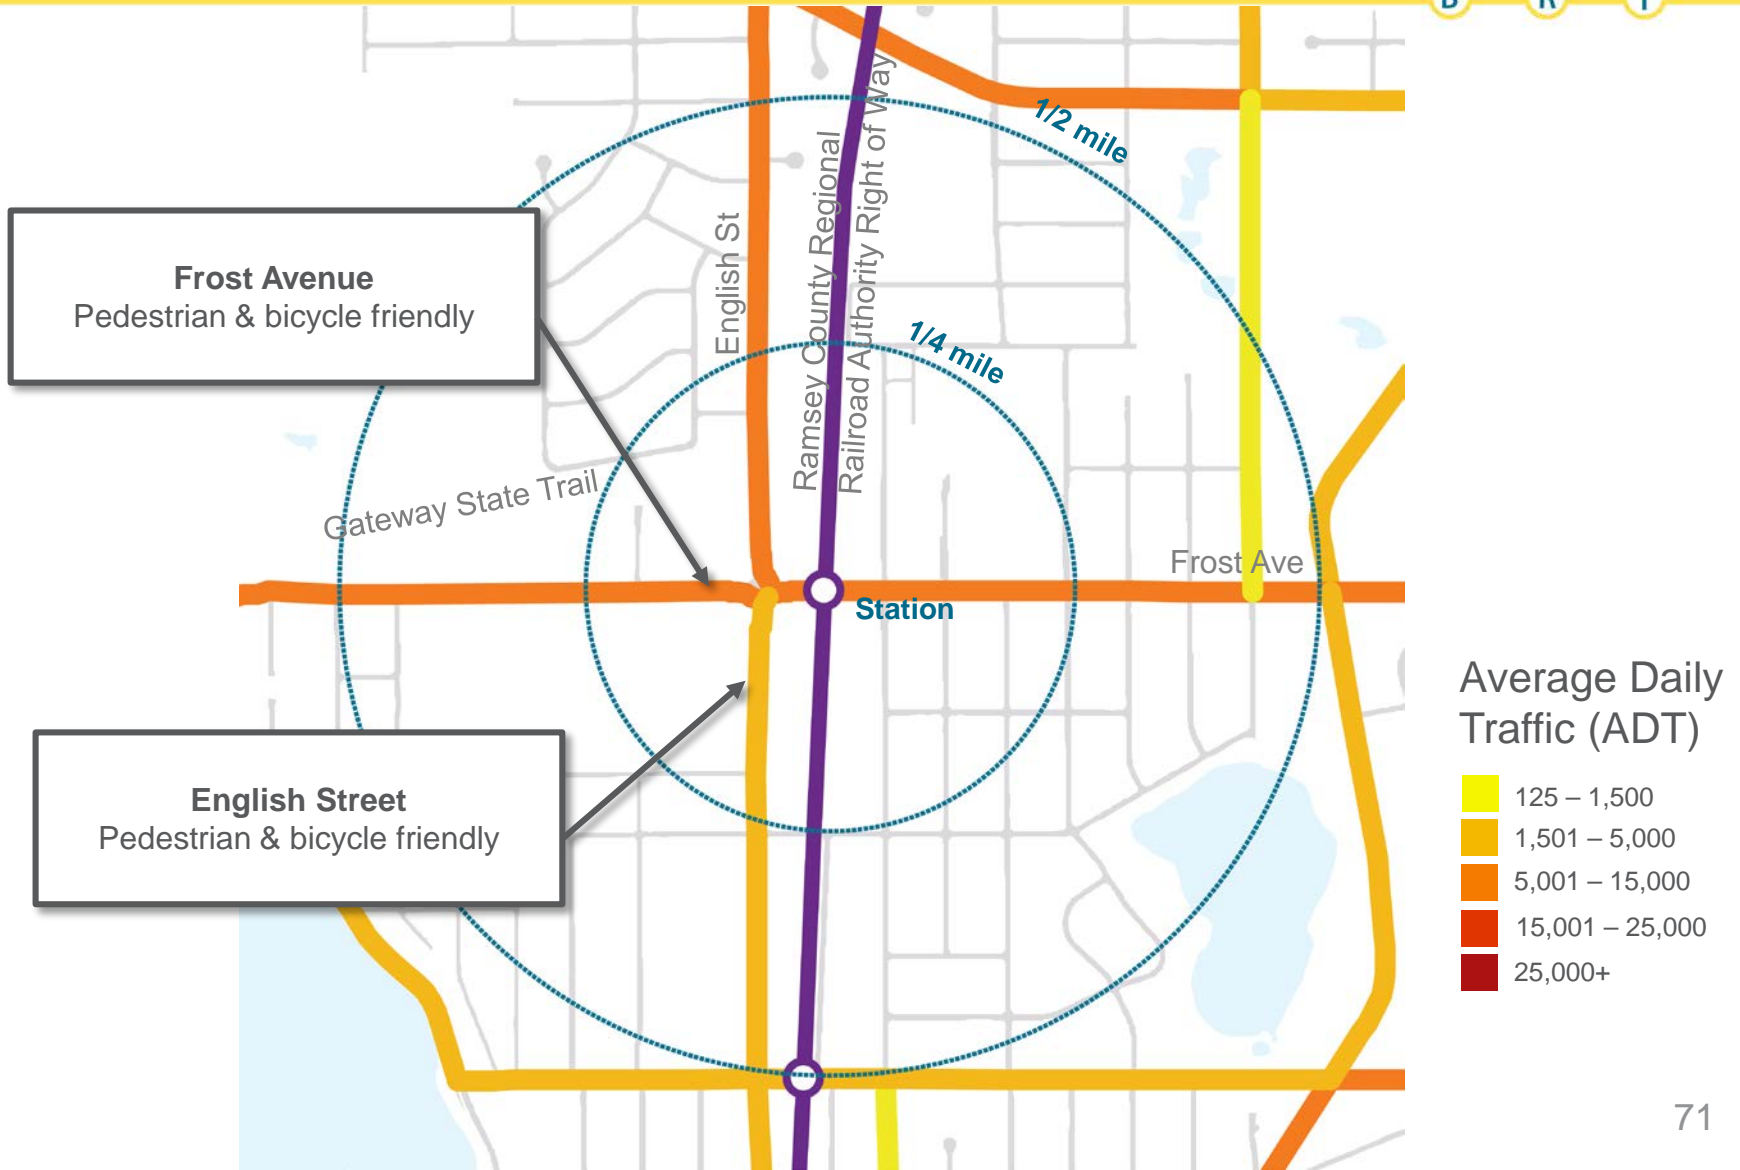 B R T
1/2 mile
Ramsey County Regional
Railroad Authority Right of Way
English St
Frost Avenue
Pedestrian & bicycle friendly
1/4 mile
Gateway State Trail
Frost Ave
Station
English Street
Pedestrian & bicycle friendly
Average Daily
Traffic (ADT)
125 – 1,500
1,501 – 5,000
5,001 – 15,000
15,001 – 25,000
25,000+
71